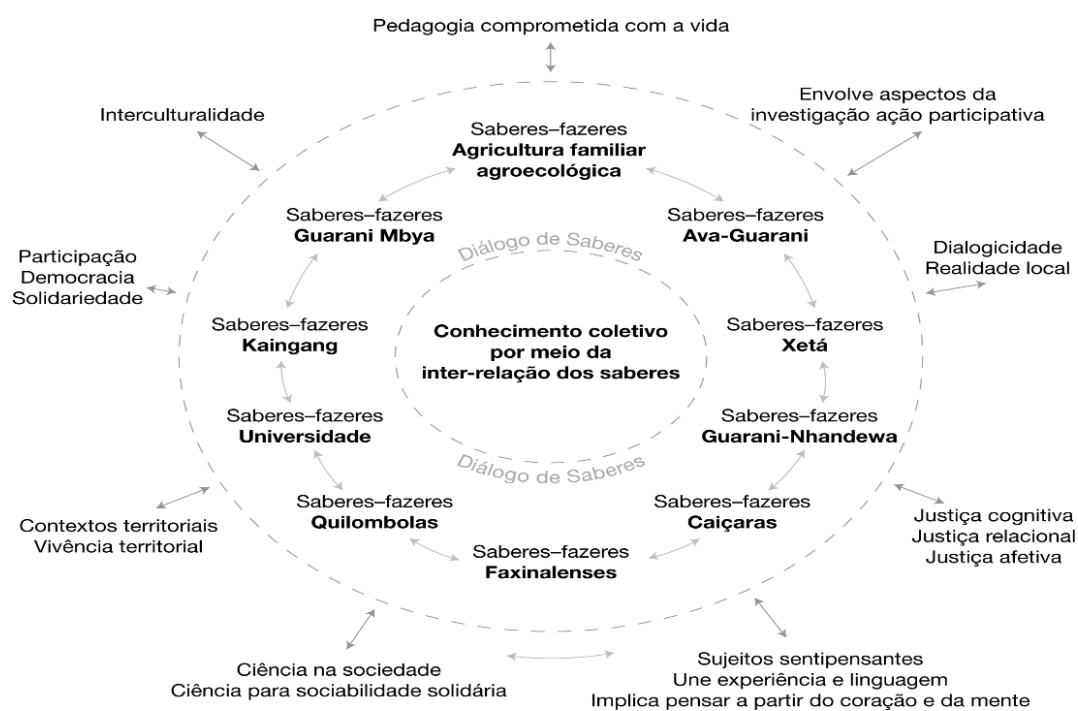 Pedagogia comprometida com a vida
Interculturalidade
Envolve aspectos da
investigação ação participativa
Saberes–fazeres
Agricultura familiar
agroecológica
Saberes–fazeres
Guarani Mbya
Saberes–fazeres
Ava-Guarani
Diálogo de Saberes
Participação
Democracia
Solidariedade
Dialogicidade
Realidade local
Saberes–fazeres
Kaingang
Conhecimento coletivo
por meio da
inter-relação dos saberes
Saberes–fazeres
Xetá
Saberes–fazeres
Universidade
Saberes–fazeres
Guarani-Nhandewa
Diálogo de Saberes
Saberes–fazeres
Quilombolas
Saberes–fazeres
Caiçaras
Contextos territoriais
Vivência territorial
Justiça cognitiva
Justiça relacional
Justiça afetiva
Saberes–fazeres
Faxinalenses
Ciência na sociedade
Ciência para sociabilidade solidária
Sujeitos sentipensantes
Une experiência e linguagem
Implica pensar a partir do coração e da mente